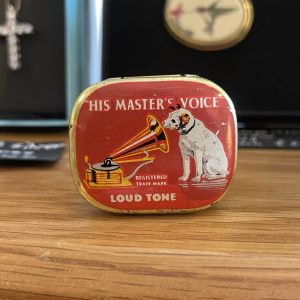 "HIS MASTER'S VOICE"
REGISTERED
TRADE MARK
LOUD TONE